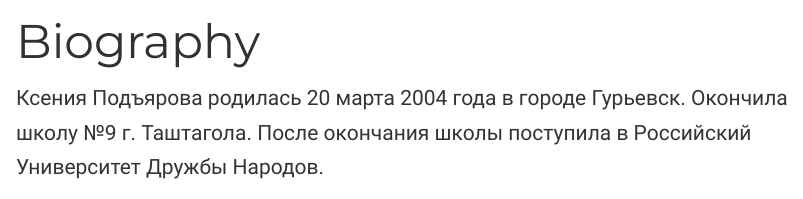 Biography
Ксения Подъярова родилась 20 марта 2004 года в городе Гурьевск. Окончила
школу №9 г. Таштагола. После окончания школы поступила в Российский
Университет Дружбы Народов.